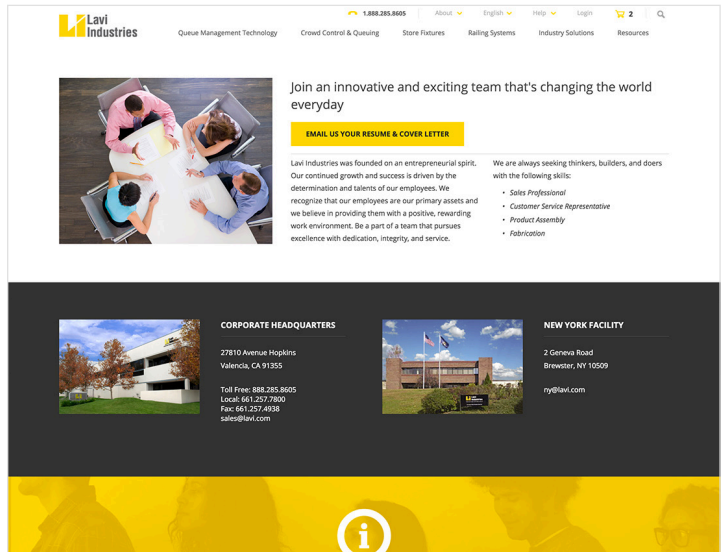 Lavi
Industries
1.888.285.8605
About
English
Help
Login
2
Queue Management Technology
Crowd Control & Queuing
Store Fixtures
Railing Systems
Industry Solutions
Resources
Join an innovative and exciting team that's changing the world
everyday
EMAIL US YOUR RESUME & COVER LETTER
Lavi Industries was founded on an entrepreneurial spirit.
Our continued growth and success is driven by the
determination and talents of our employees. We
recognize that our employees are our primary assets and
we believe in providing them with a positive, rewarding
work environment. Be a part of a team that pursues
excellence with dedication, integrity, and service.
We are always seeking thinkers, builders, and doers
with the following skills:
• Sales Professional
• Customer Service Representative
• Product Assembly
• Fabrication
CORPORATE HEADQUARTERS
27810 Avenue Hopkins
Valencia, CA 91355
Toll Free: 888.285.8605
Local: 661.257.7800
Fax: 661.257.4938
sales@lavi.com
NEW YORK FACILITY
2 Geneva Road
Brewster, NY 10509
ny@lavi.com
i